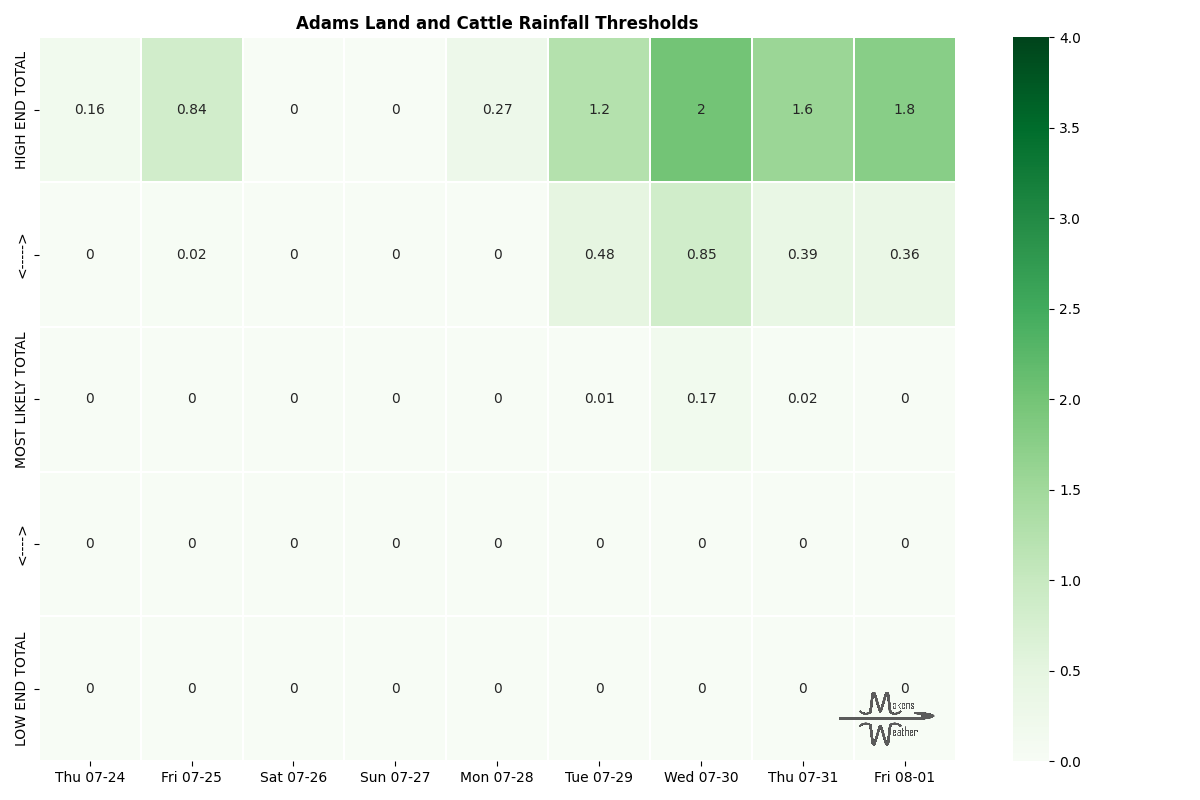 Adams Land and Cattle Rainfall Thresholds
HIGH END TOTAL
0.16 0.84 0 0 0.27 1.2 2 1.6 1.8
<----->
0 0.02 0 0 0 0.48 0.85 0.39 0.36
MOST LIKELY TOTAL
0 0 0 0 0 0.01 0.17 0.02 0
<---->
0 0 0 0 0 0 0 0 0
LOW END TOTAL
0 0 0 0 0 0 0 0 0
Makens
Weather
Thu 07-24 Fri 07-25 Sat 07-26 Sun 07-27 Mon 07-28 Tue 07-29 Wed 07-30 Thu 07-31 Fri 08-01
4.0
3.5
3.0
2.5
2.0
1.5
1.0
0.5
0.0